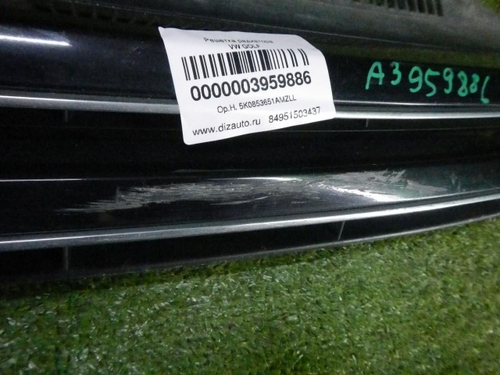 Решетка радиатора
VW GOLF
0000003959886
Ор.Н. 5K0853651AMZLL
www.dizauto.ru 84951503437
A3959886